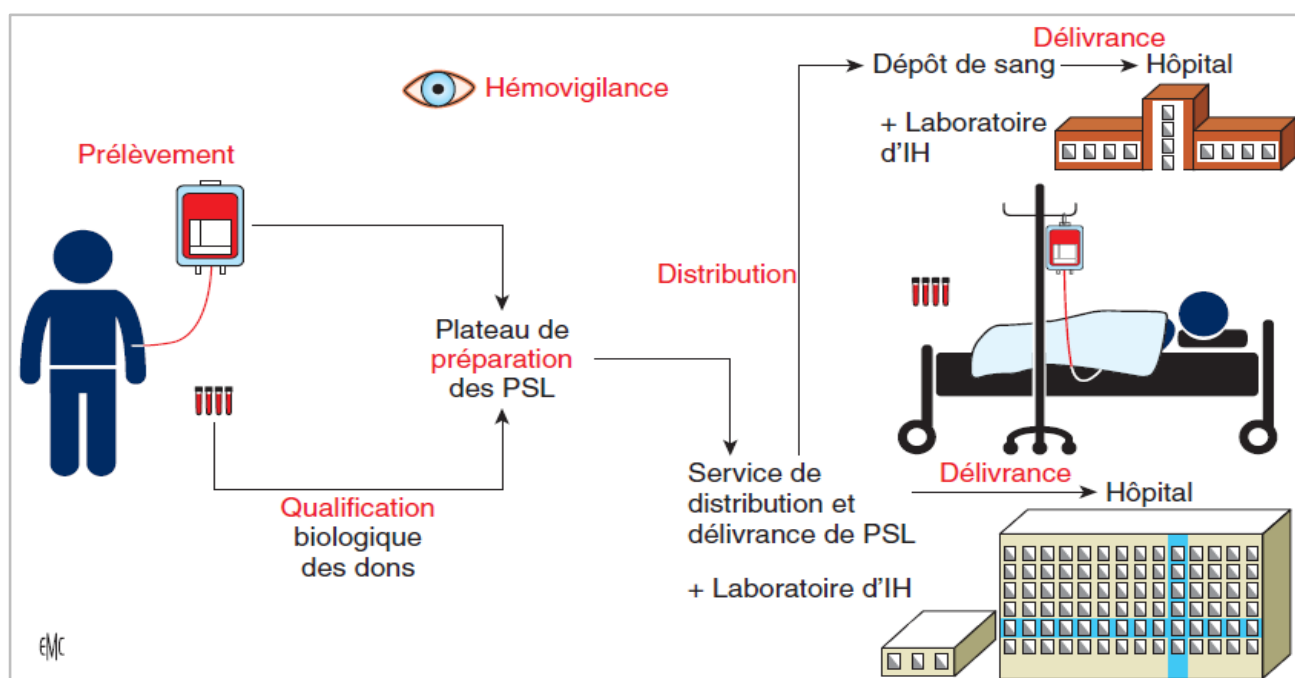 Hémovigilance
Prélèvement
Plateau de
préparation
des PSL
Qualification
biologique
des dons
Distribution
Service de
distribution et
délivrance de PSL
+ Laboratoire d'IH
Délivrance
Dépôt de sang
Hôpital
+ Laboratoire
d'IH
Délivrance
Hôpital
EMC